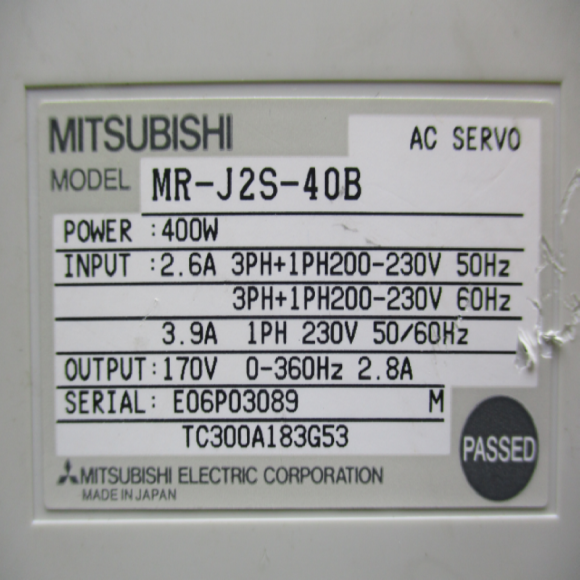 MITSUBISHI
AC SERVO
MODEL MR-J2S-40B
POWER :400W
INPUT :2.6A 3PH+1PH200-230V 50Hz
3PH+1PH200-230V 60Hz
3.9A 1PH 230V 50/60Hz
OUTPUT:170V 0-360Hz 2.8A
SERIAL: E06P03089 M
TC300A183G53
PASSED
MITSUBISHI ELECTRIC CORPORATION
MADE IN JAPAN